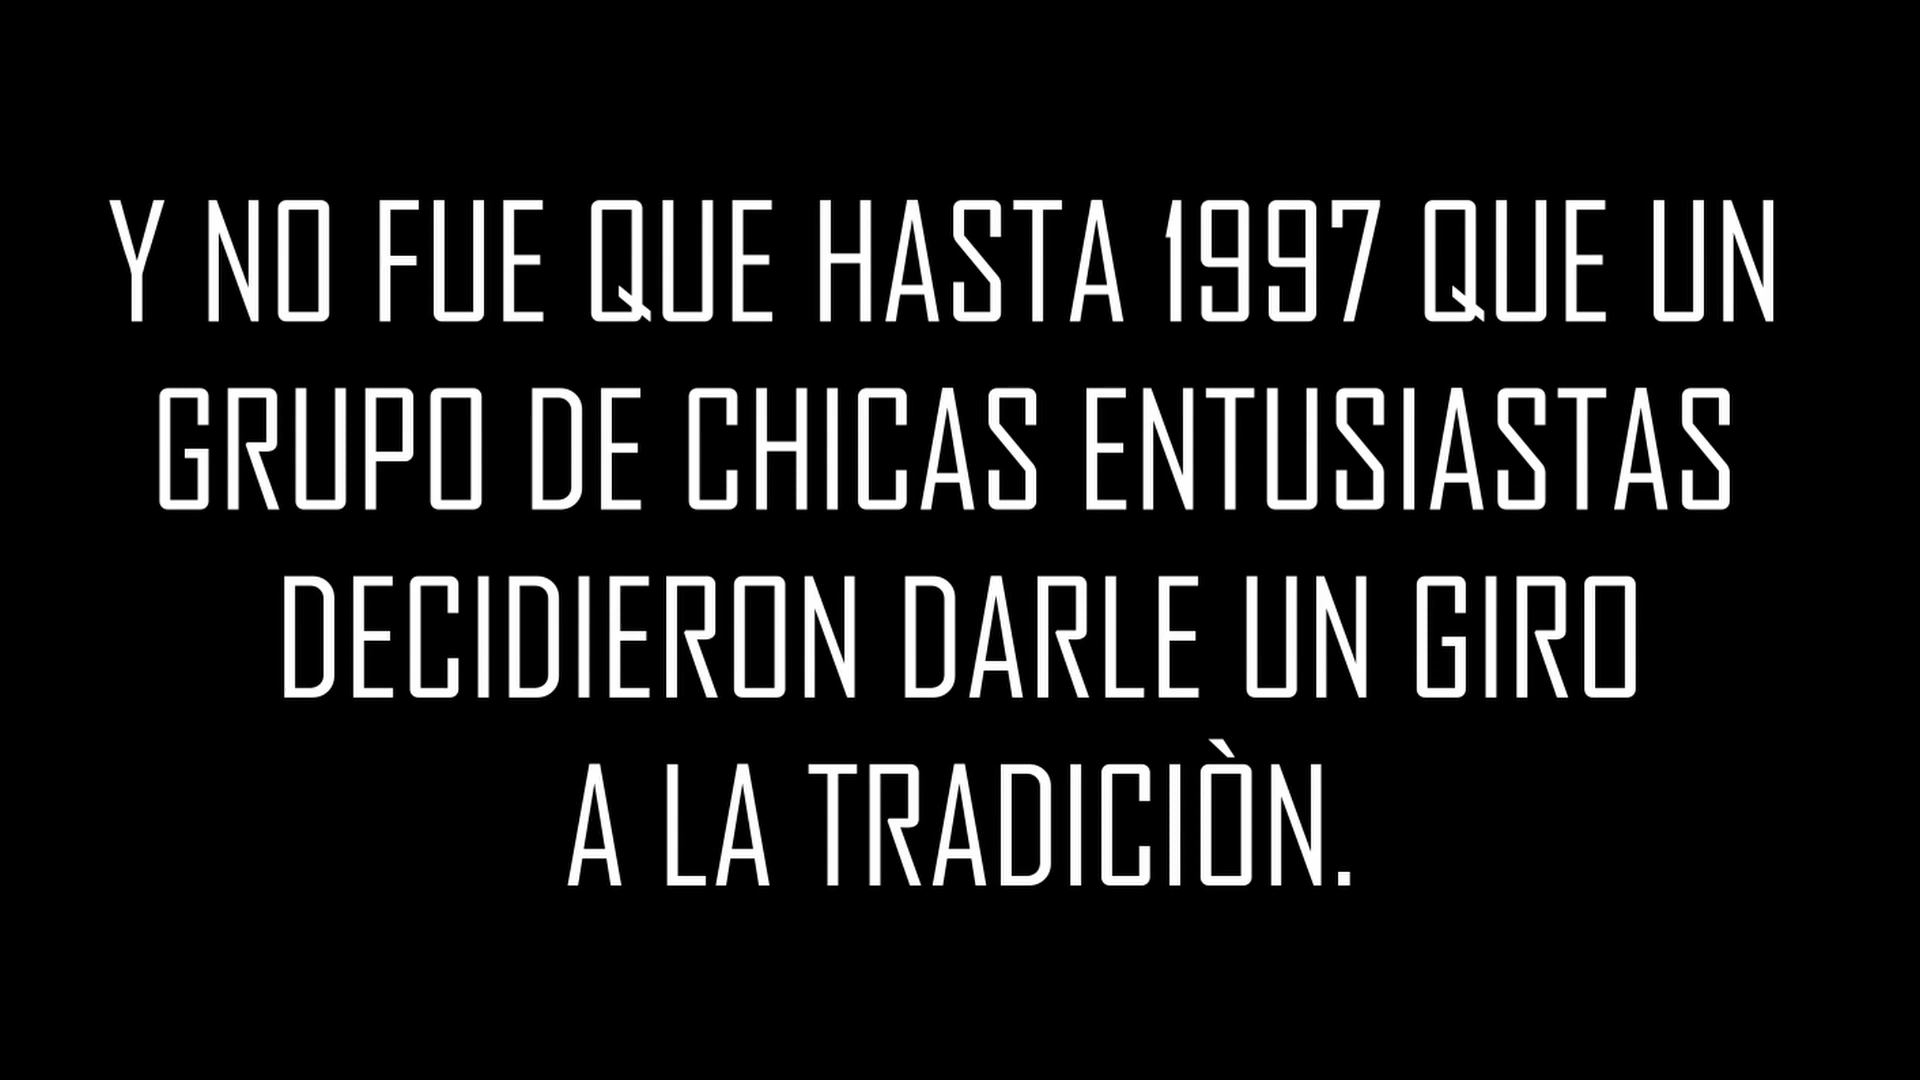 Y NO FUE QUE HASTA 1997 QUE UN
GRUPO DE CHICAS ENTUSIASTAS
DECIDIERON DARLE UN GIRO
A LA TRADICIÒN.